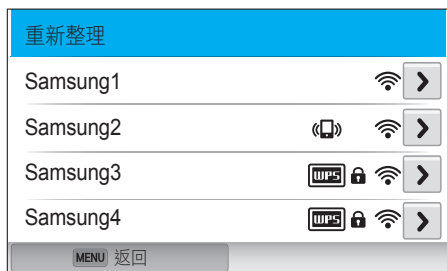 重新整理
Samsung1
Samsung2
Samsung3 WPS
Samsung4 WPS
MENU 返回